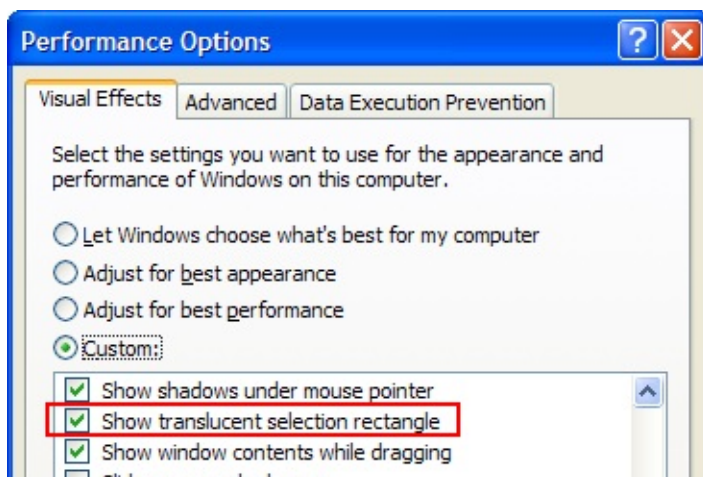 Performance Options
Visual Effects Advanced Data Execution Prevention
Select the settings you want to use for the appearance and
performance of Windows on this computer.
Let Windows choose what's best for my computer
Adjust for best appearance
Adjust for best performance
Custom:
Show shadows under mouse pointer
Show translucent selection rectangle
Show window contents while dragging